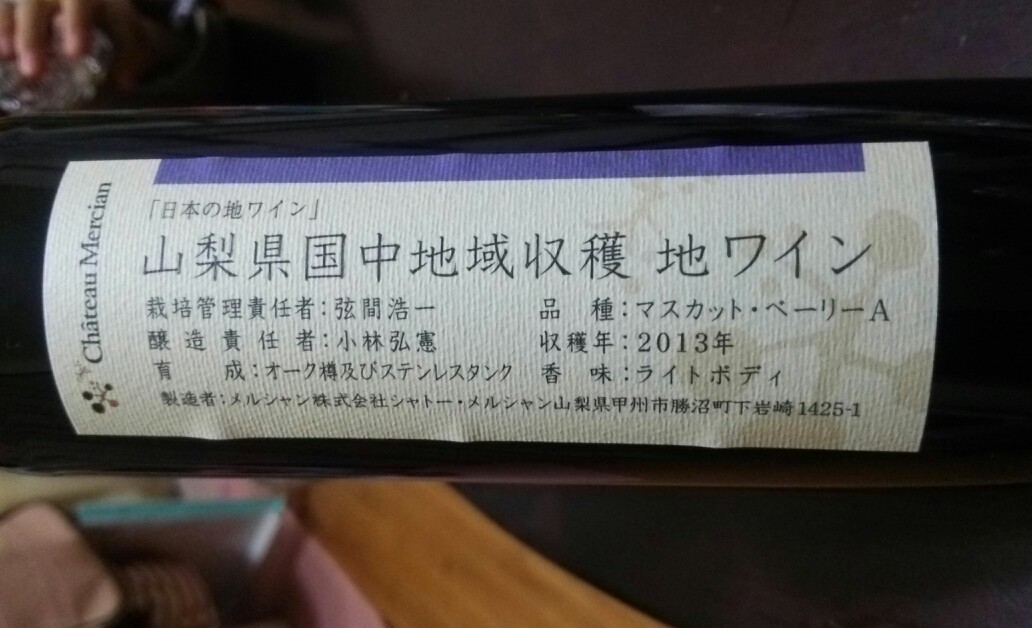 Château Mercian
「日本の地ワイン」
山梨県国中地域収穫 地ワイン
栽培管理責任者:弦間浩一 品 種:マスカット・ベーリーA
醸造責任者:小林弘憲 収穫年:2013年
育 成:オーク樽及びステンレスタンク 香 味:ライトボディ
製造者:メルシャン株式会社シャトー・メルシャン山梨県甲州市勝沼町下岩崎1425-1